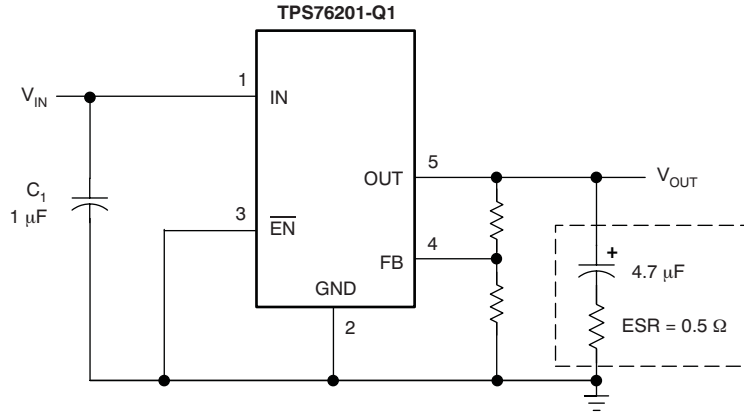 TPS76201-Q1
V_IN
1
IN
C_1
1 μF
3
E̅N̅
GND
2
OUT
5
V_OUT
FB
4
+
4.7 μF
ESR = 0.5 Ω